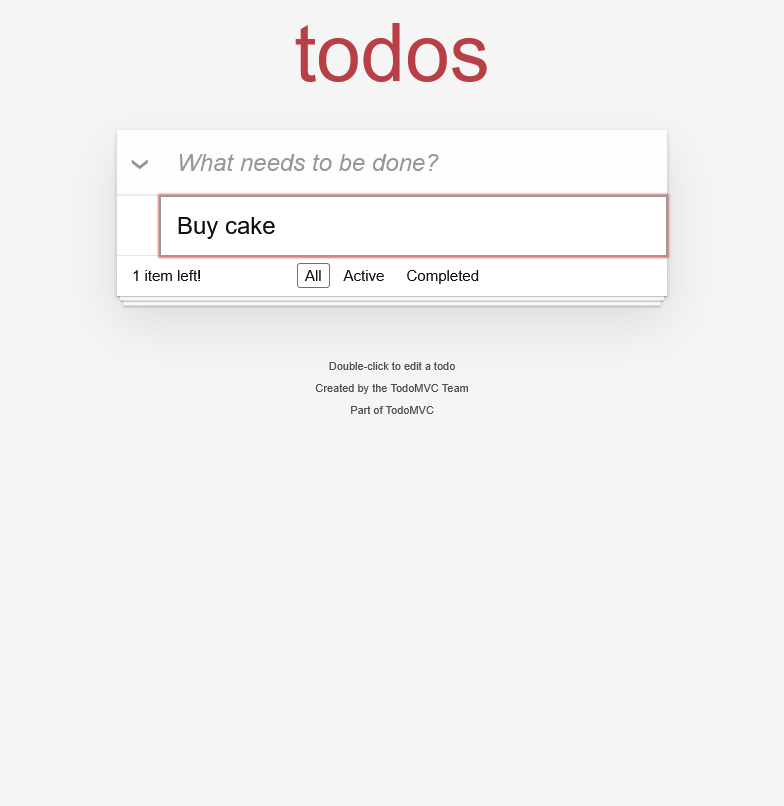 todos
What needs to be done?
Buy cake
1 item left! All Active Completed
Double-click to edit a todo
Created by the TodoMVC Team
Part of TodoMVC